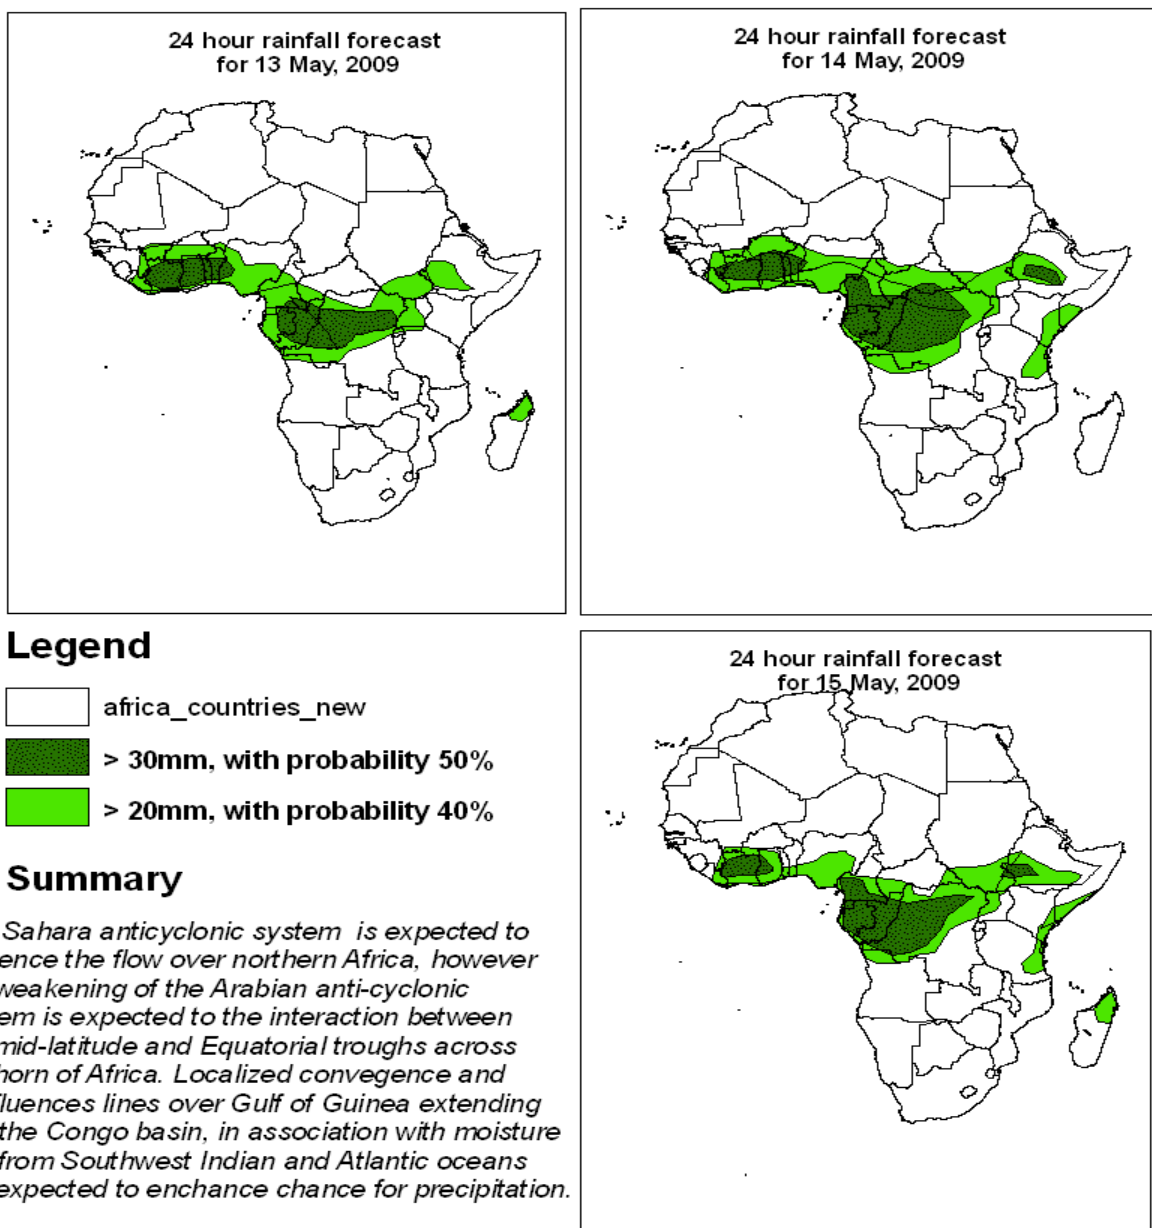 24 hour rainfall forecast
for 13 May, 2009
24 hour rainfall forecast
for 14 May, 2009
Legend
africa_countries_new
> 30mm, with probability 50%
> 20mm, with probability 40%
24 hour rainfall forecast
for 15 May, 2009
Summary
Sahara anticyclonic system is expected to
ence the flow over northern Africa, however
weakening of the Arabian anti-cyclonic
em is expected to the interaction between
mid-latitude and Equatorial troughs across
horn of Africa. Localized convegence and
fluences lines over Gulf of Guinea extending
the Congo basin, in association with moisture
from Southwest Indian and Atlantic oceans
expected to enchance chance for precipitation.